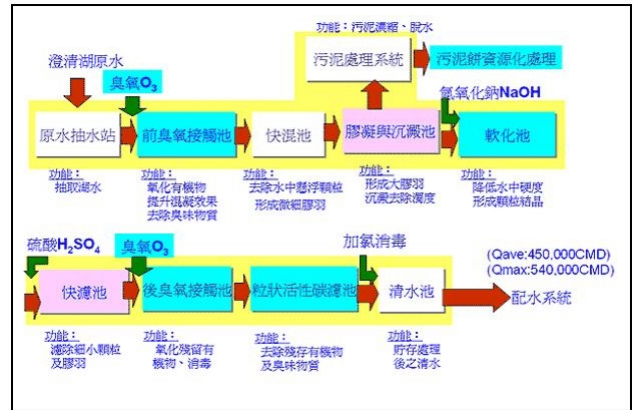 功能：污泥濃縮、脫水
澄清湖原水
臭氧O3
污泥處理系統
污泥餅資源化處理
氫氧化鈉NaOH
原水抽水站
前臭氧接觸池
快混池
膠凝與沉澱池
軟化池
功能：
抽取湖水
功能：
氧化有機物
提升混凝效果
去除臭味物質
功能：
去除水中懸浮顆粒
形成微細膠羽
功能：
形成大膠羽
沉澱去除濁度
功能：
降低水中硬度
形成顆粒結晶
硫酸H2SO4
臭氧O3
加氯消毒
(Qave:450,000CMD)
(Qmax:540,000CMD)
快濾池
後臭氧接觸池
粒狀活性碳濾池
清水池
配水系統
功能：
濾除細小顆粒
及膠羽
功能：
氧化殘留有
機物、消毒
功能：
去除殘存有機物
及臭味物質
功能：
貯存處理
後之清水